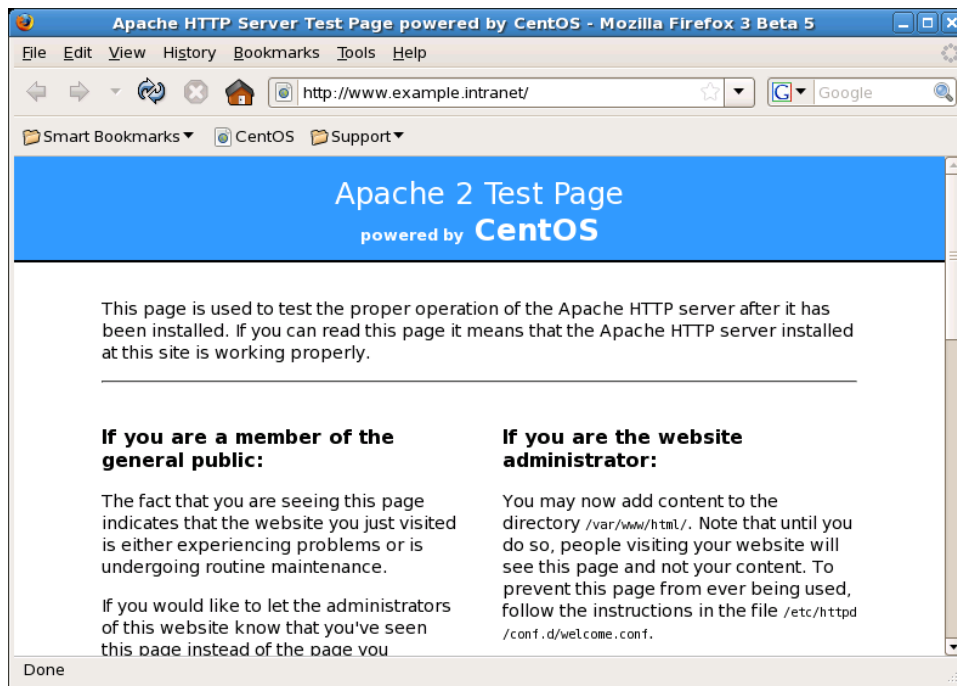 Apache HTTP Server Test Page powered by CentOS - Mozilla Firefox 3 Beta 5
File Edit View History Bookmarks Tools Help
http://www.example.intranet/
G Google
Smart Bookmarks CentOS Support
Apache 2 Test Page
powered by CentOS
This page is used to test the proper operation of the Apache HTTP server after it has
been installed. If you can read this page it means that the Apache HTTP server installed
at this site is working properly.
If you are a member of the
general public:
The fact that you are seeing this page
indicates that the website you just visited
is either experiencing problems or is
undergoing routine maintenance.
If you would like to let the administrators
of this website know that you've seen
this page instead of the page you
If you are the website
administrator:
You may now add content to the
directory /var/www/html/. Note that until you
do so, people visiting your website will
see this page and not your content. To
prevent this page from ever being used,
follow the instructions in the file /etc/httpd
/conf.d/welcome.conf.
Done